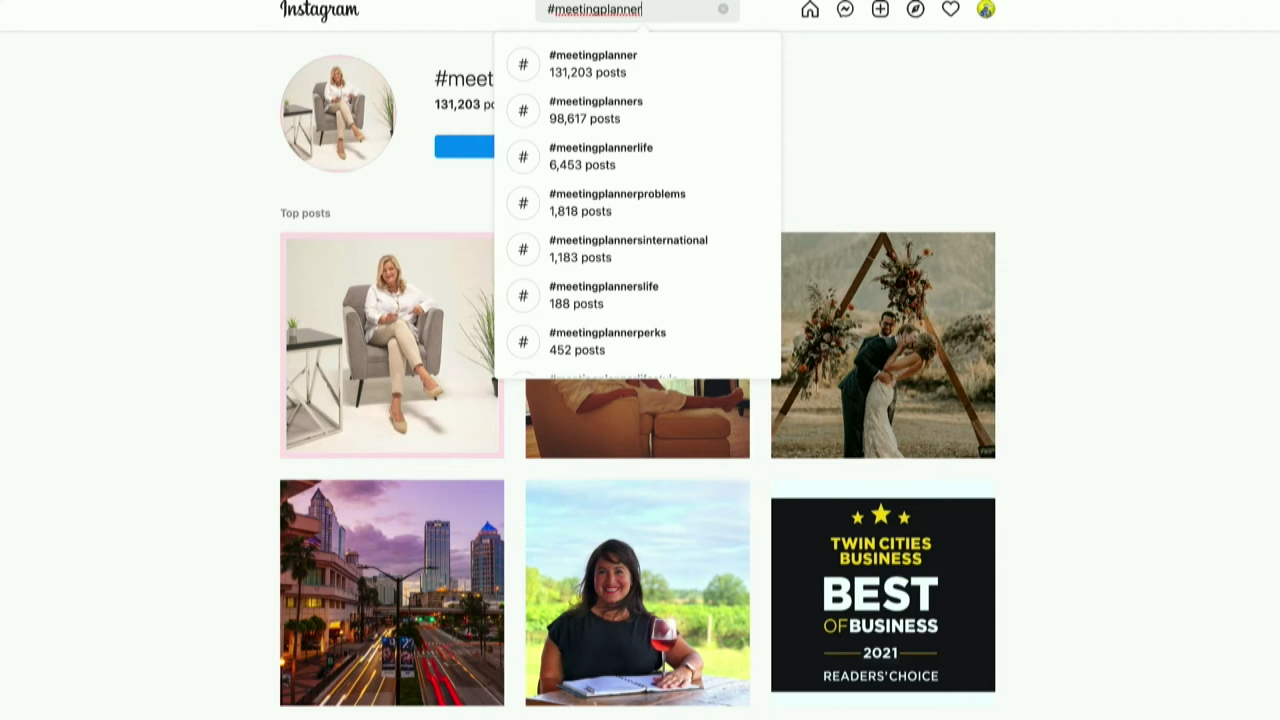 Instagram
#meetingplanner
#meet
131,203 po
#meetingplanner
131,203 posts
#meetingplanners
98,617 posts
#meetingplannerlife
6,453 posts
#meetingplannerproblems
1,818 posts
#meetingplannersinternational
1,183 posts
#meetingplannerslife
188 posts
#meetingplannerperks
452 posts
Top posts
TWIN CITIES
BUSINESS
BEST
OF BUSINESS
2021
READERS' CHOICE